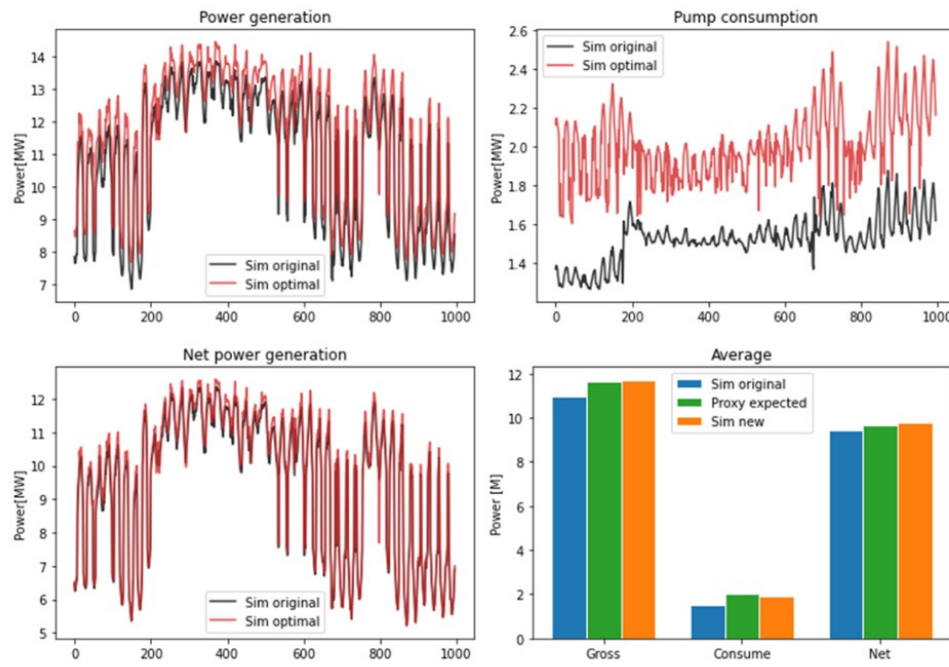 Power generation
Power[MW]
14
13
12
11
10
9
8
7
Sim original
Sim optimal
0 200 400 600 800 1000
Pump consumption
Power[MW]
2.6
2.4
2.2
2.0
1.8
1.6
1.4
Sim original
Sim optimal
0 200 400 600 800 1000
Net power generation
Power[MW]
12
11
10
9
8
7
6
5
Sim original
Sim optimal
0 200 400 600 800 1000
Average
Power [M]
12
10
8
6
4
2
0
Sim original
Proxy expected
Sim new
Gross Consume Net